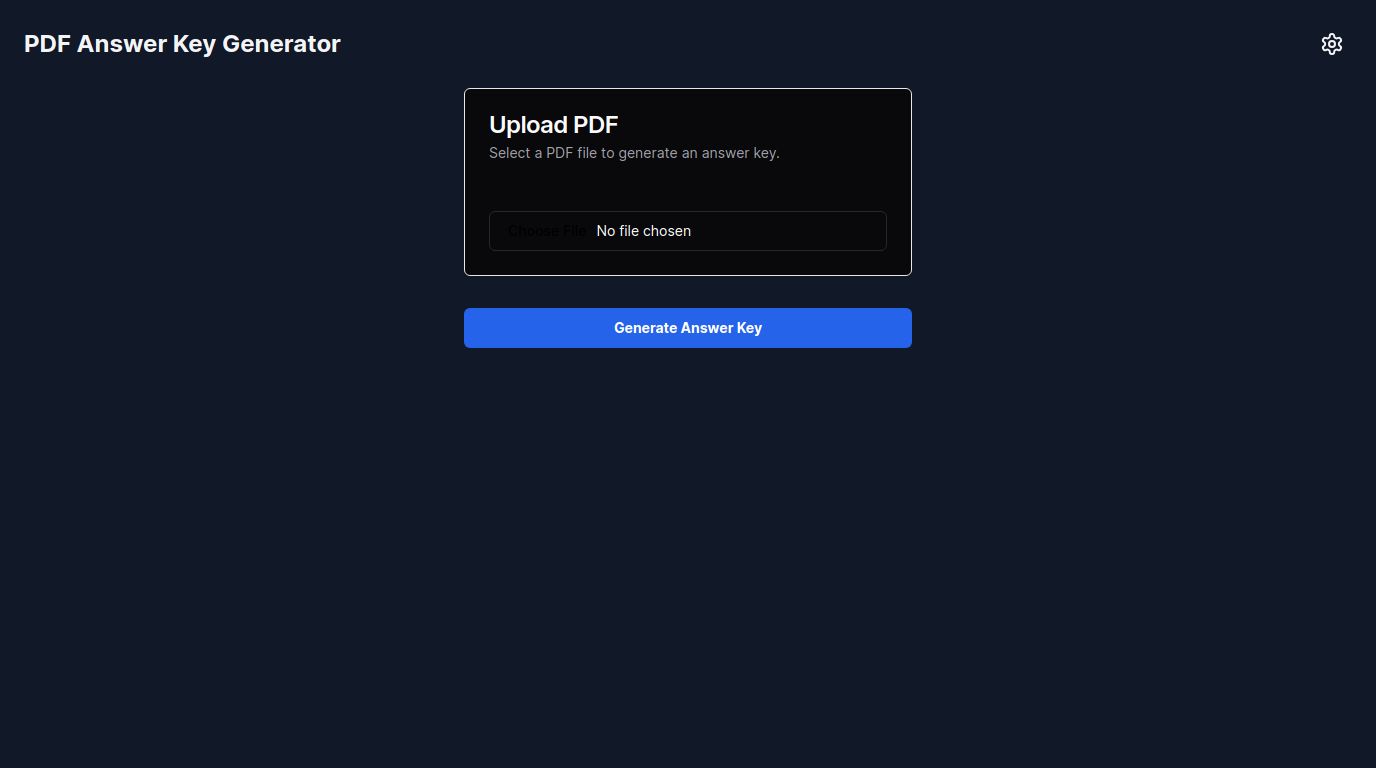 PDF Answer Key Generator
Upload PDF
Select a PDF file to generate an answer key.
Choose File No file chosen
Generate Answer Key